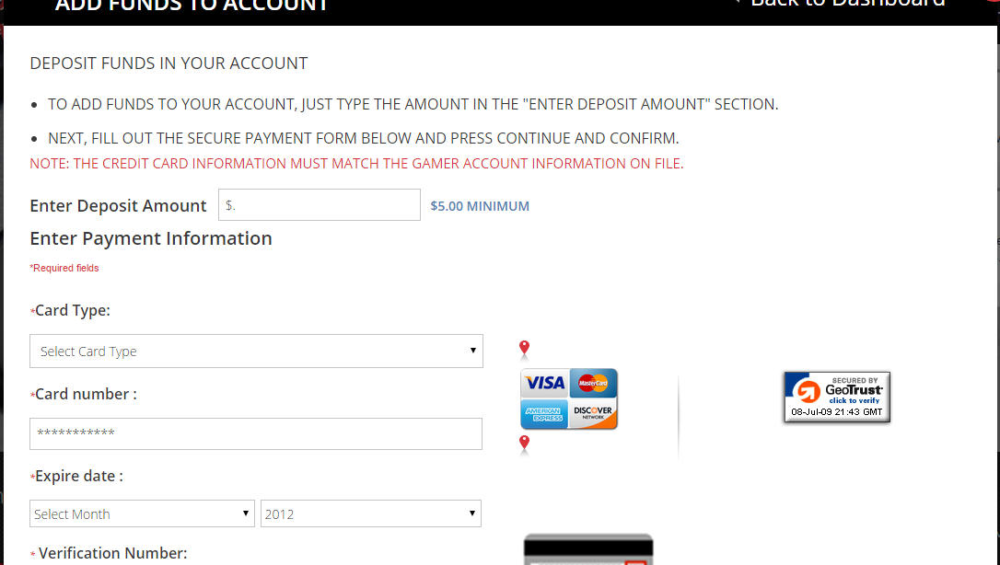 ADD FUNDS TO ACCOUNT
Back to Dashboard
DEPOSIT FUNDS IN YOUR ACCOUNT
• TO ADD FUNDS TO YOUR ACCOUNT, JUST TYPE THE AMOUNT IN THE "ENTER DEPOSIT AMOUNT" SECTION.
• NEXT, FILL OUT THE SECURE PAYMENT FORM BELOW AND PRESS CONTINUE AND CONFIRM.
NOTE: THE CREDIT CARD INFORMATION MUST MATCH THE GAMER ACCOUNT INFORMATION ON FILE.
Enter Deposit Amount $. $5.00 MINIMUM
Enter Payment Information
*Required fields
*Card Type:
Select Card Type
*Card number :
***********
*Expire date :
Select Month 2012
* Verification Number:
VISA MasterCard
AMERICAN EXPRESS
DISCOVER NETWORK
SECURED BY
GeoTrust
click to verify
08-Jul-09 21:43 GMT